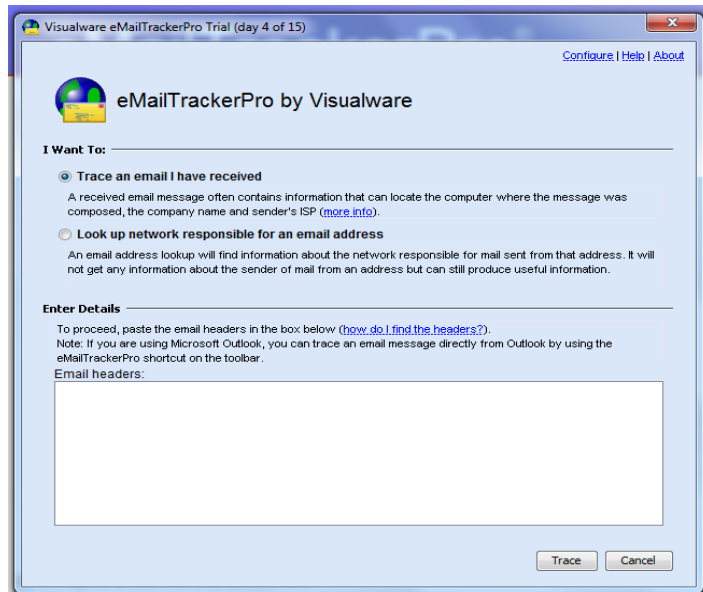 Visualware eMailTrackerPro Trial (day 4 of 15)
Configure | Help | About
eMailTrackerPro by Visualware
I Want To:
Trace an email I have received
A received email message often contains information that can locate the computer where the message was
composed, the company name and sender's ISP (more info).
Look up network responsible for an email address
An email address lookup will find information about the network responsible for mail sent from that address. It will
not get any information about the sender of mail from an address but can still produce useful information.
Enter Details
To proceed, paste the email headers in the box below (how do I find the headers?).
Note: If you are using Microsoft Outlook, you can trace an email message directly from Outlook by using the
eMailTrackerPro shortcut on the toolbar.
Email headers:
Trace
Cancel